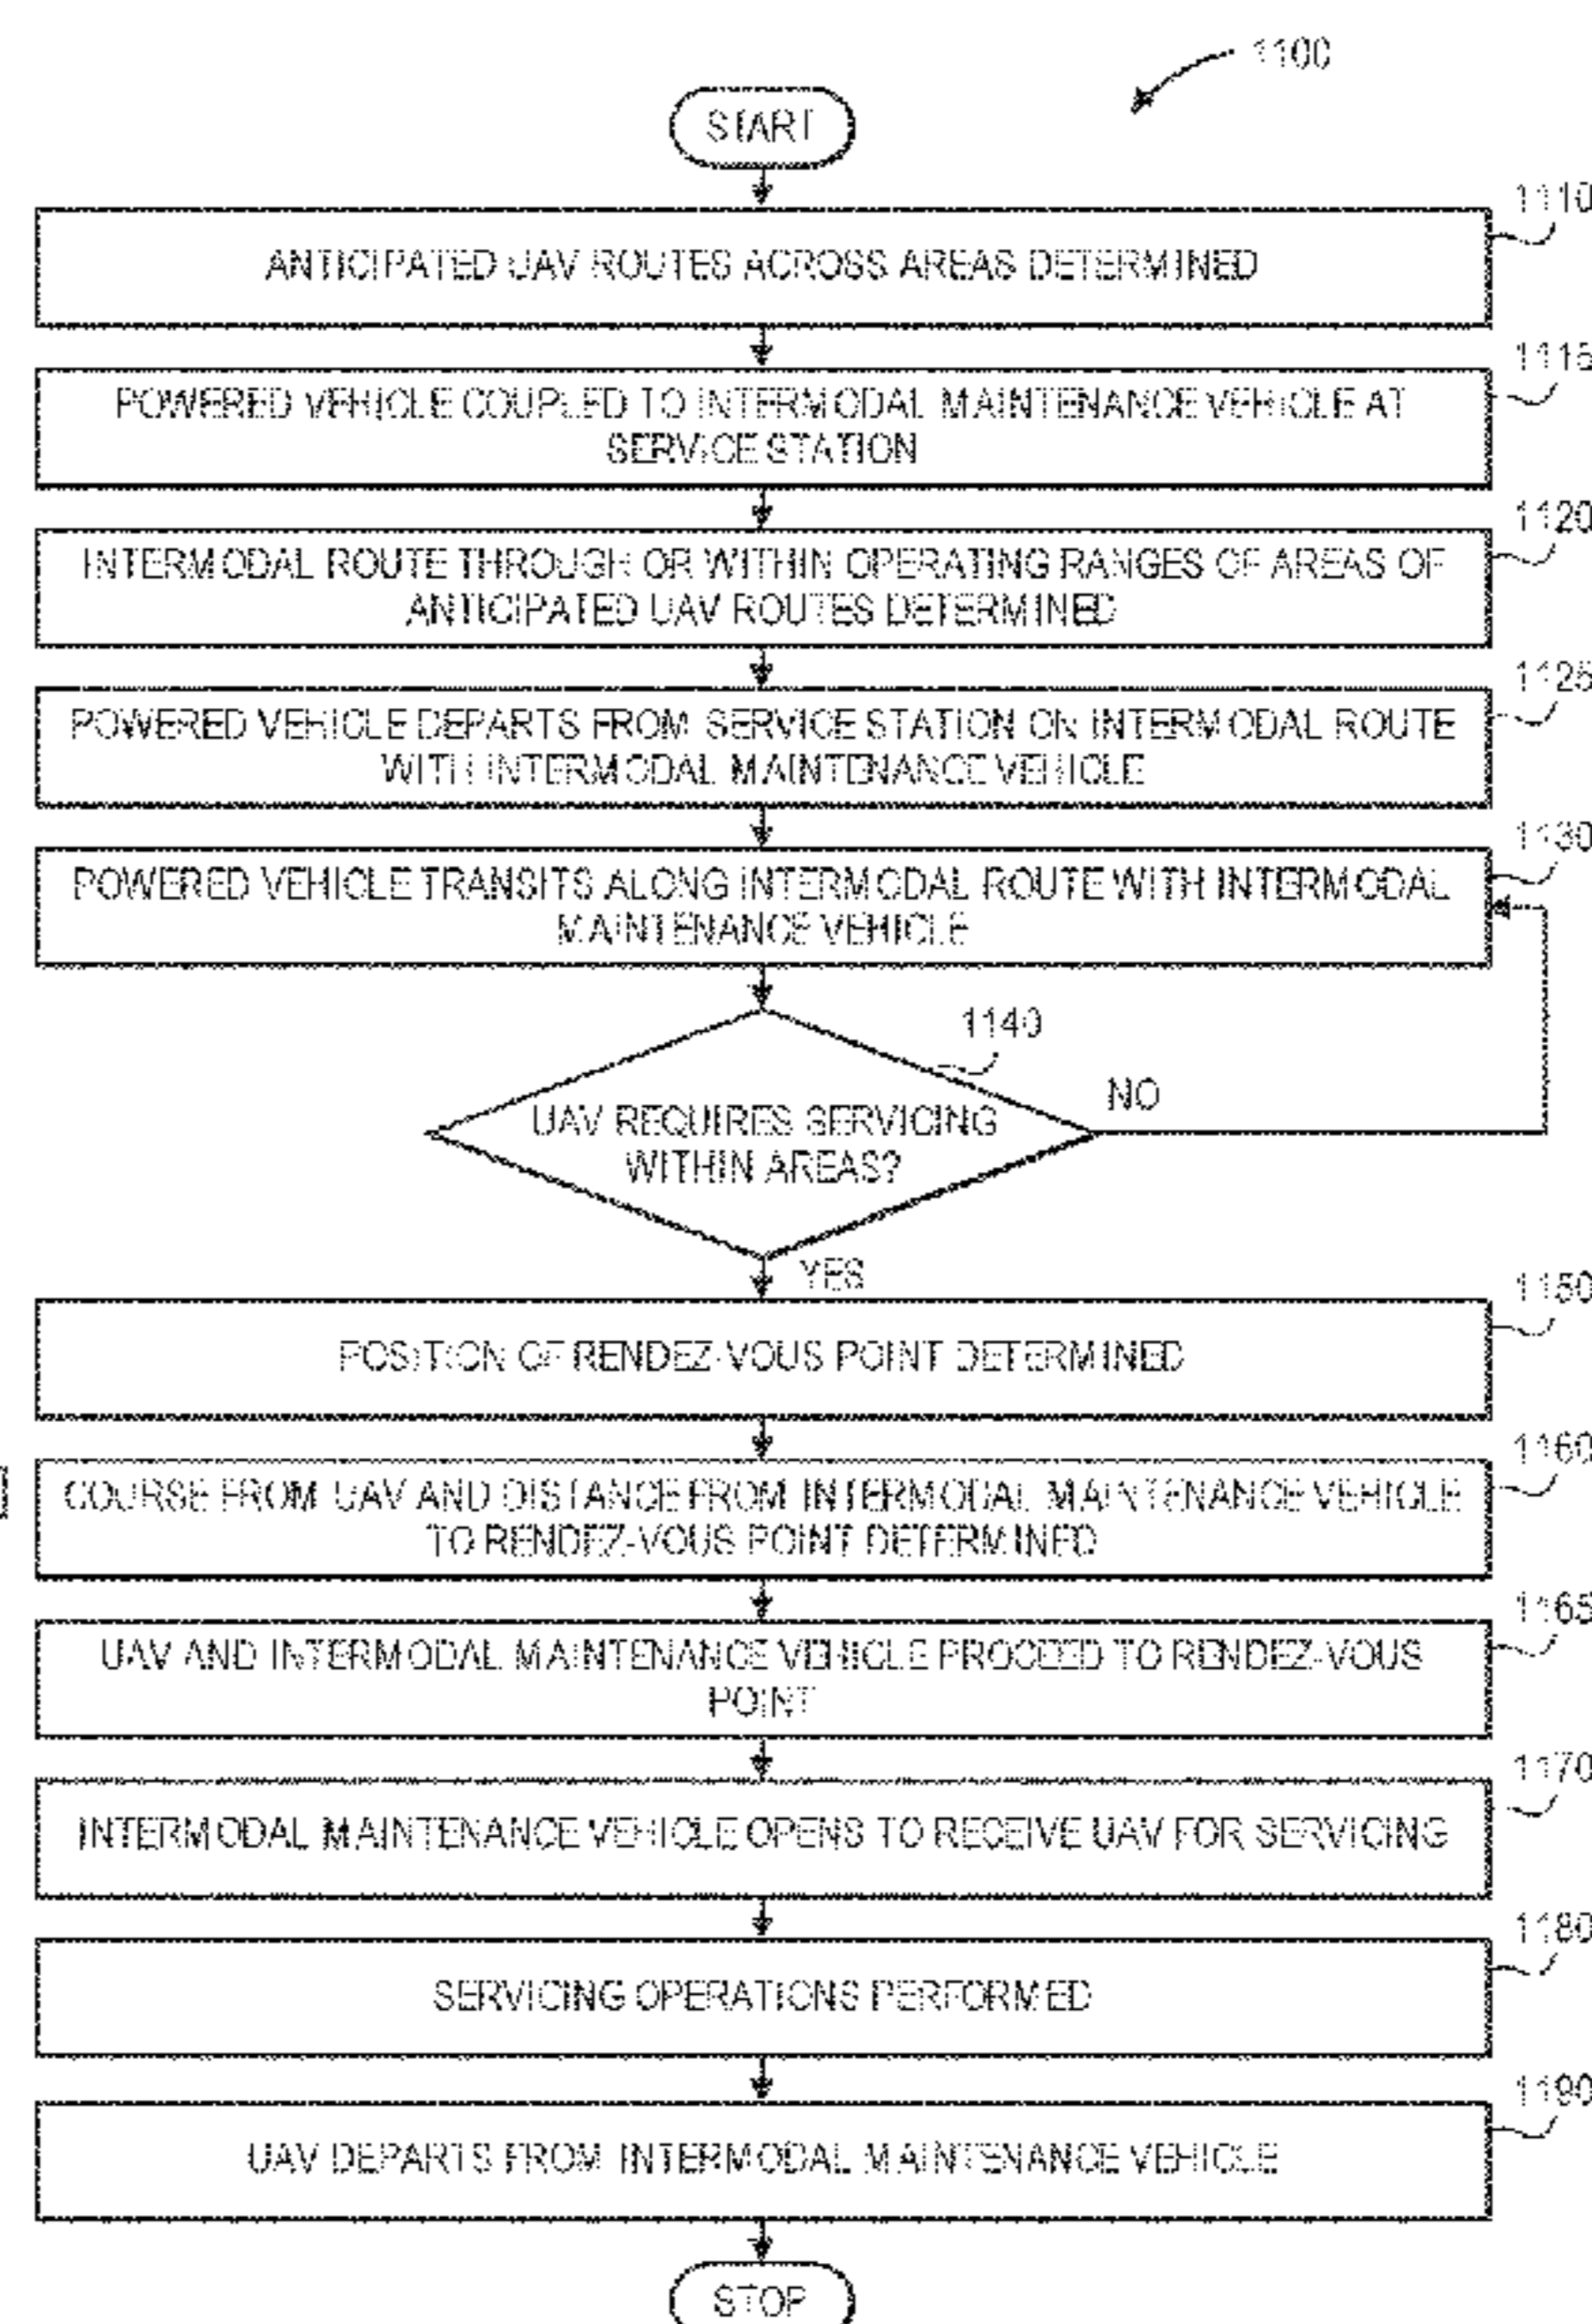 1100
START
1110
ANTICIPATED UAV ROUTES ACROSS AREAS DETERMINED
1115
POWERED VEHICLE COUPLED TO INTERMODAL MAINTENANCE VEHICLE AT
SERVICE STATION
1120
INTERMODAL ROUTE THROUGH OR WITHIN OPERATING RANGES OF AREAS OF
ANTICIPATED UAV ROUTES DETERMINED
1125
POWERED VEHICLE DEPARTS FROM SERVICE STATION ON INTERMODAL ROUTE
WITH INTERMODAL MAINTENANCE VEHICLE
1130
POWERED VEHICLE TRANSITS ALONG INTERMODAL ROUTE WITH INTERMODAL
MAINTENANCE VEHICLE
1140
NO
UAV REQUIRES SERVICING
WITHIN AREAS?
YES
1150
POSITION OF RENDEZ-VOUS POINT DETERMINED
1160
COURSE FROM UAV AND DISTANCE FROM INTERMODAL MAINTENANCE VEHICLE
TO RENDEZ-VOUS POINT DETERMINED
1165
UAV AND INTERMODAL MAINTENANCE VEHICLE PROCEED TO RENDEZ-VOUS
POINT
1170
INTERMODAL MAINTENANCE VEHICLE OPENS TO RECEIVE UAV FOR SERVICING
1180
SERVICING OPERATIONS PERFORMED
1190
UAV DEPARTS FROM INTERMODAL MAINTENANCE VEHICLE
STOP